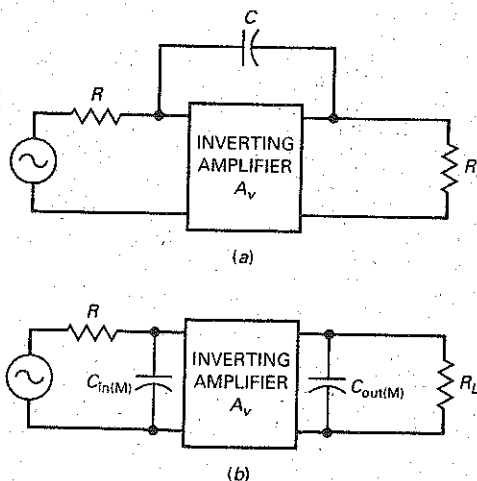 C
R
INVERTING
AMPLIFIER
A_v
R
(a)
R
C_in(M)
INVERTING
AMPLIFIER
A_v
C_out(M)
R_L
(b)